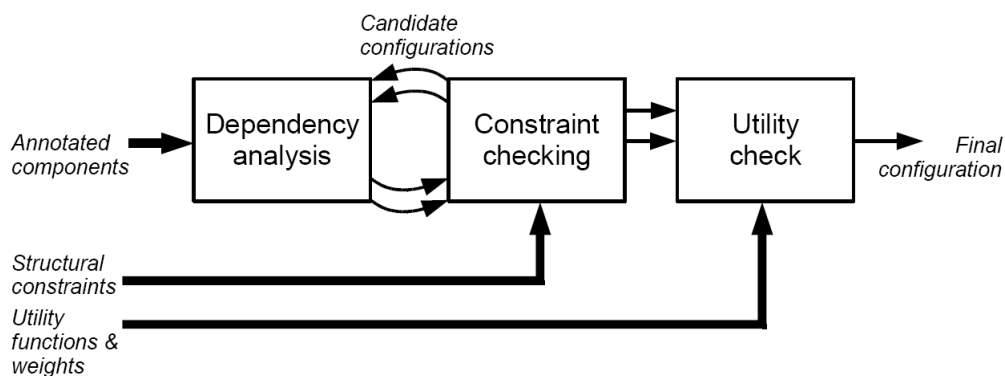 Candidate
configurations
Annotated
components
Dependency
analysis
Constraint
checking
Utility
check
Final
configuration
Structural
constraints
Utility
functions &
weights